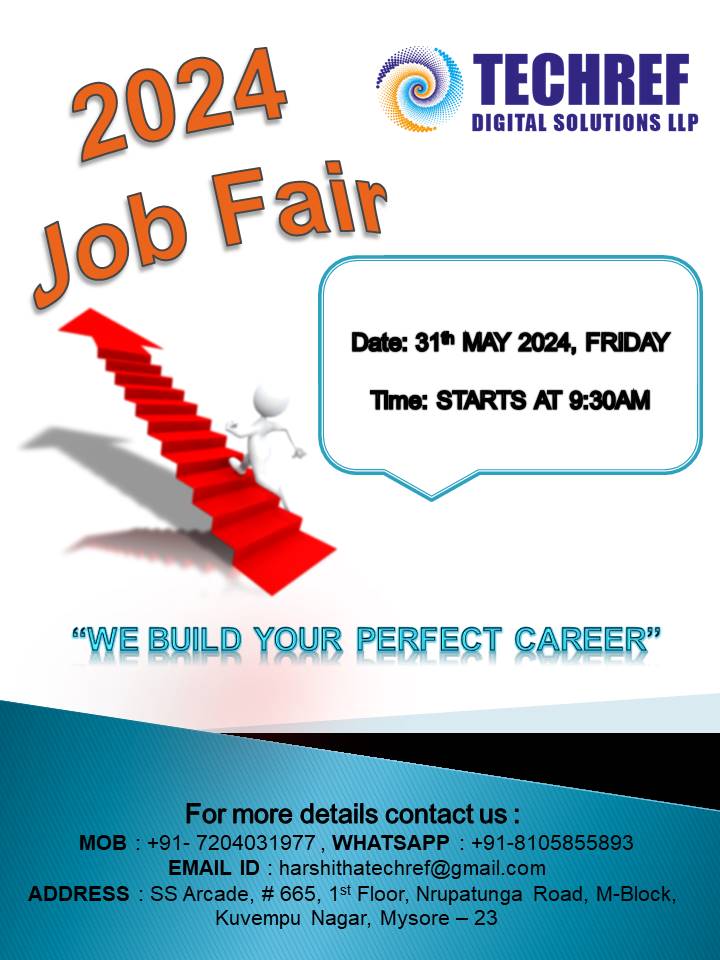 2024
Job Fair
TECHREF
DIGITAL SOLUTIONS LLP
Date: 31th MAY 2024, FRIDAY
Time: STARTS AT 9:30AM
“WE BUILD YOUR PERFECT CAREER”
For more details contact us :
MOB : +91- 7204031977 , WHATSAPP : +91-8105855893
EMAIL ID : harshithatechref@gmail.com
ADDRESS : SS Arcade, # 665, 1st Floor, Nrupatunga Road, M-Block,
Kuvempu Nagar, Mysore – 23